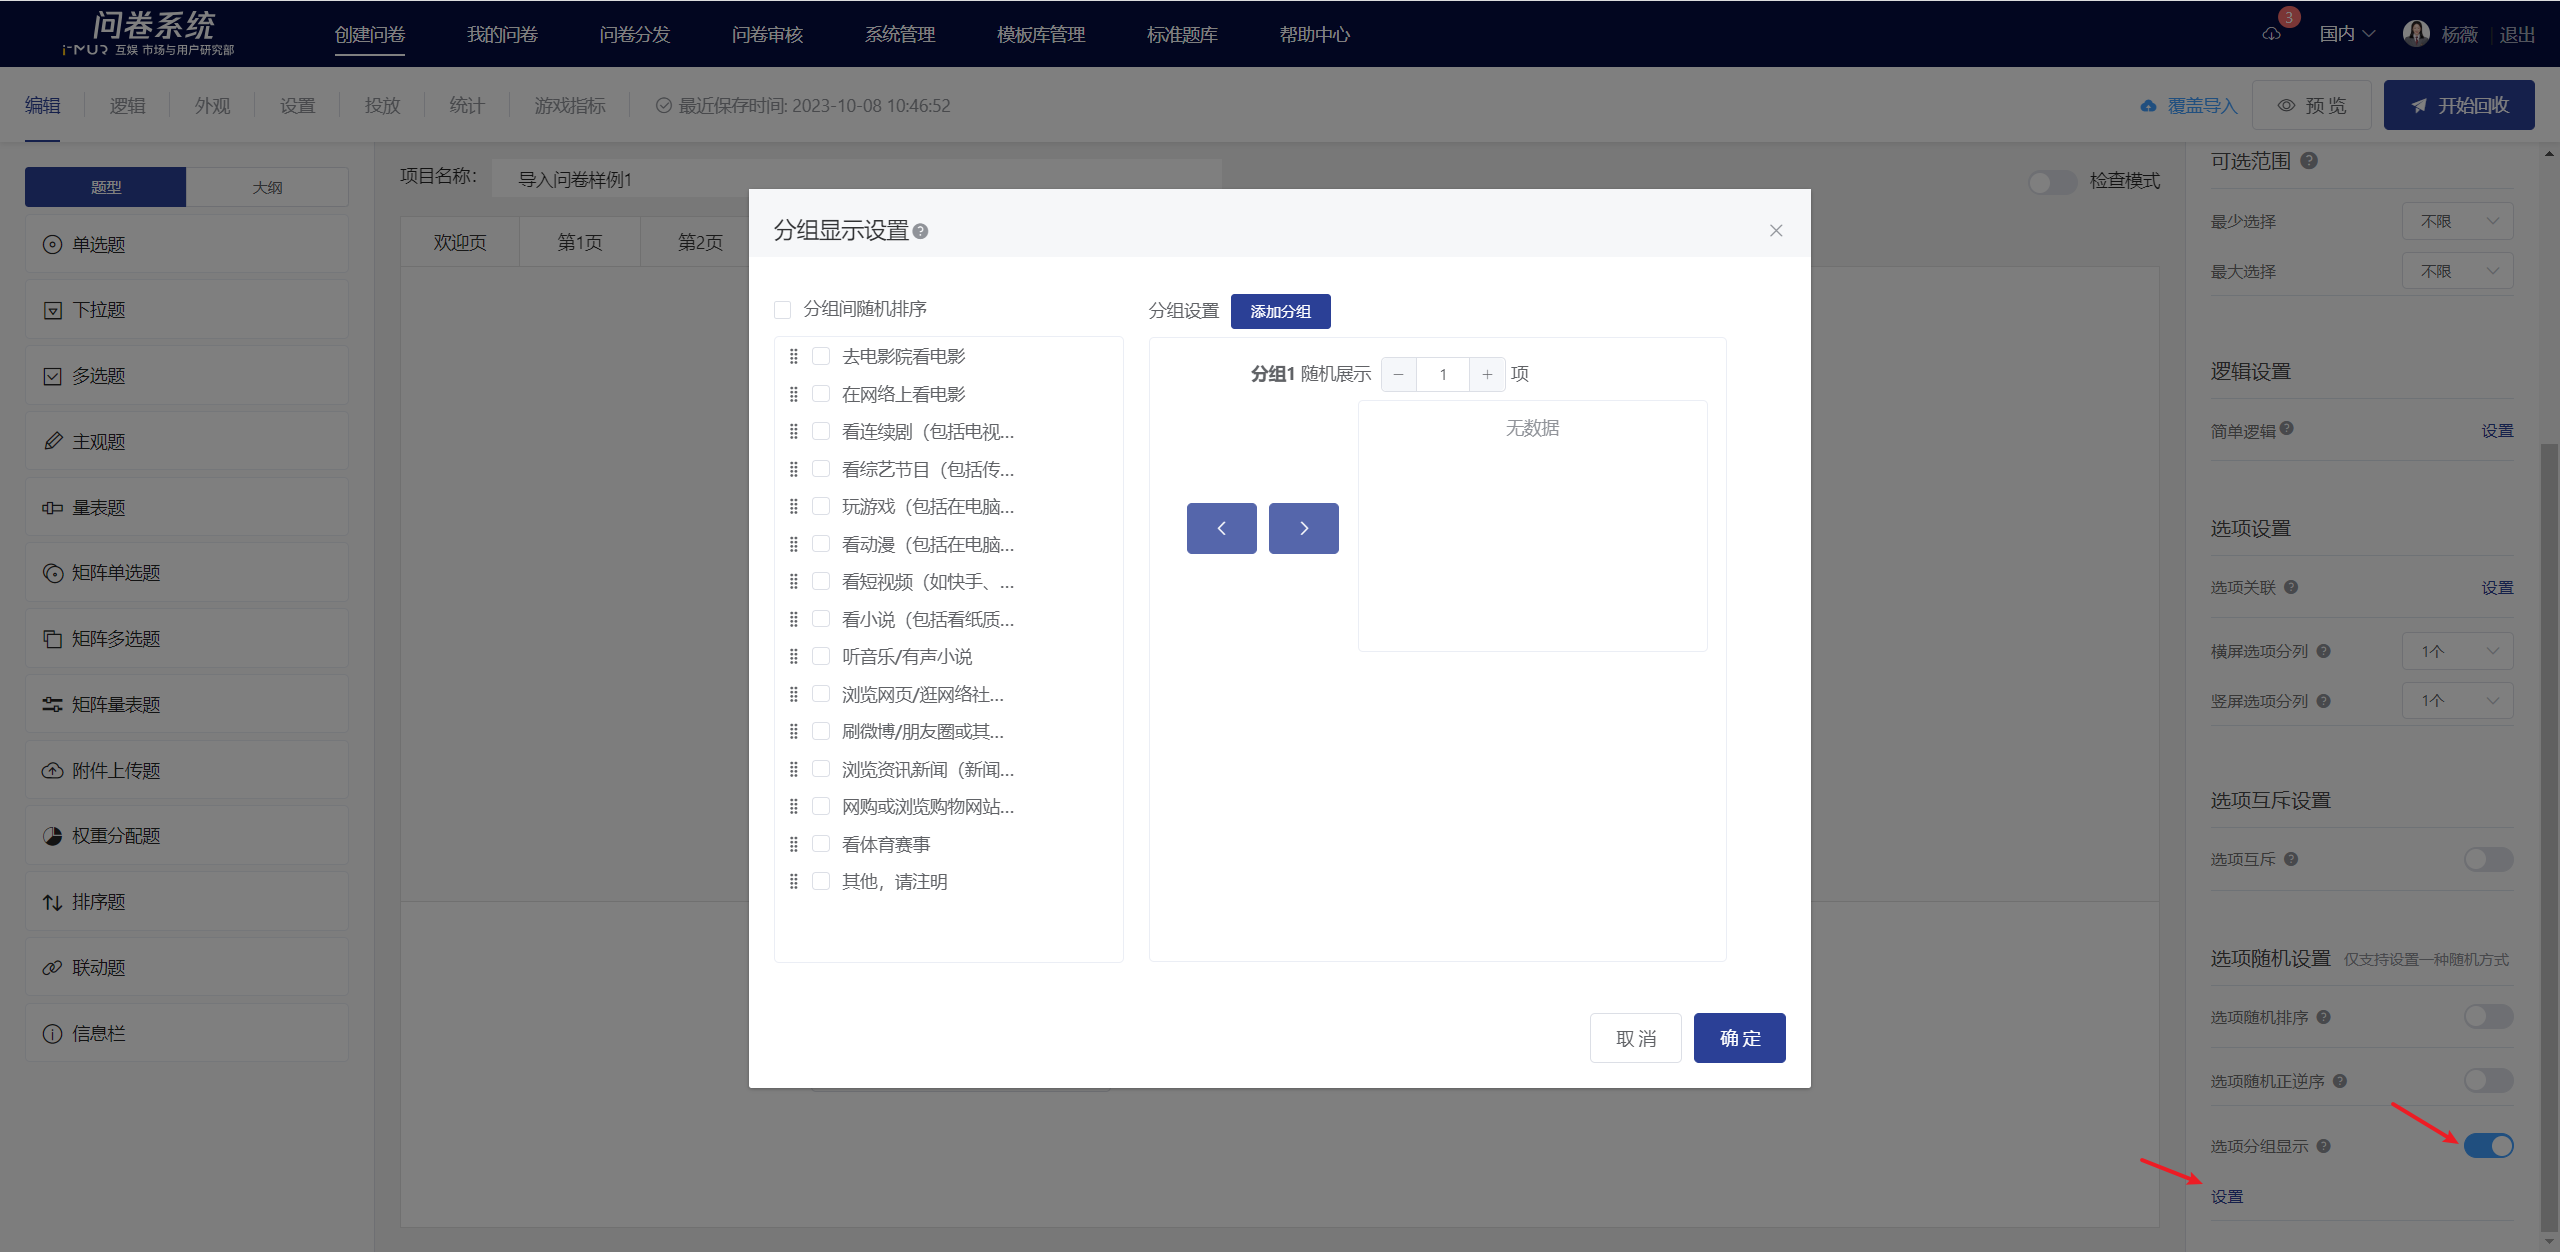 问卷系统
i-MUR 互娱 市场与用户研究部
创建问卷
我的问卷
问卷分发
问卷审核
系统管理
模板库管理
标准题库
帮助中心
3
国内
杨薇
退出
编辑
逻辑
外观
设置
投放
统计
游戏指标
最近保存时间: 2023-10-08 10:46:52
覆盖导入
预 览
开始回收
题型
大纲
单选题
下拉题
多选题
主观题
量表题
矩阵单选题
矩阵多选题
矩阵量表题
附件上传题
权重分配题
排序题
联动题
信息栏
项目名称:
导入问卷样例1
检查模式
欢迎页
第1页
第2页
分组显示设置
分组间随机排序
去电影院看电影
在网络上看电影
看连续剧（包括电视...
看综艺节目（包括传...
玩游戏（包括在电脑...
看动漫（包括在电脑...
看短视频（如快手、...
看小说（包括看纸质...
听音乐/有声小说
浏览网页/逛网络社...
刷微博/朋友圈或其...
浏览资讯新闻（新闻...
网购或浏览购物网站...
看体育赛事
其他，请注明
分组设置
添加分组
分组1 随机展示 − 1 + 项
无数据
取 消
确 定
可选范围
最少选择
不限
最大选择
不限
逻辑设置
简单逻辑
设置
选项设置
选项关联
设置
横屏选项分列
1个
竖屏选项分列
1个
选项互斥设置
选项互斥
选项随机设置 仅支持设置一种随机方式
选项随机排序
选项随机正逆序
选项分组显示
设置